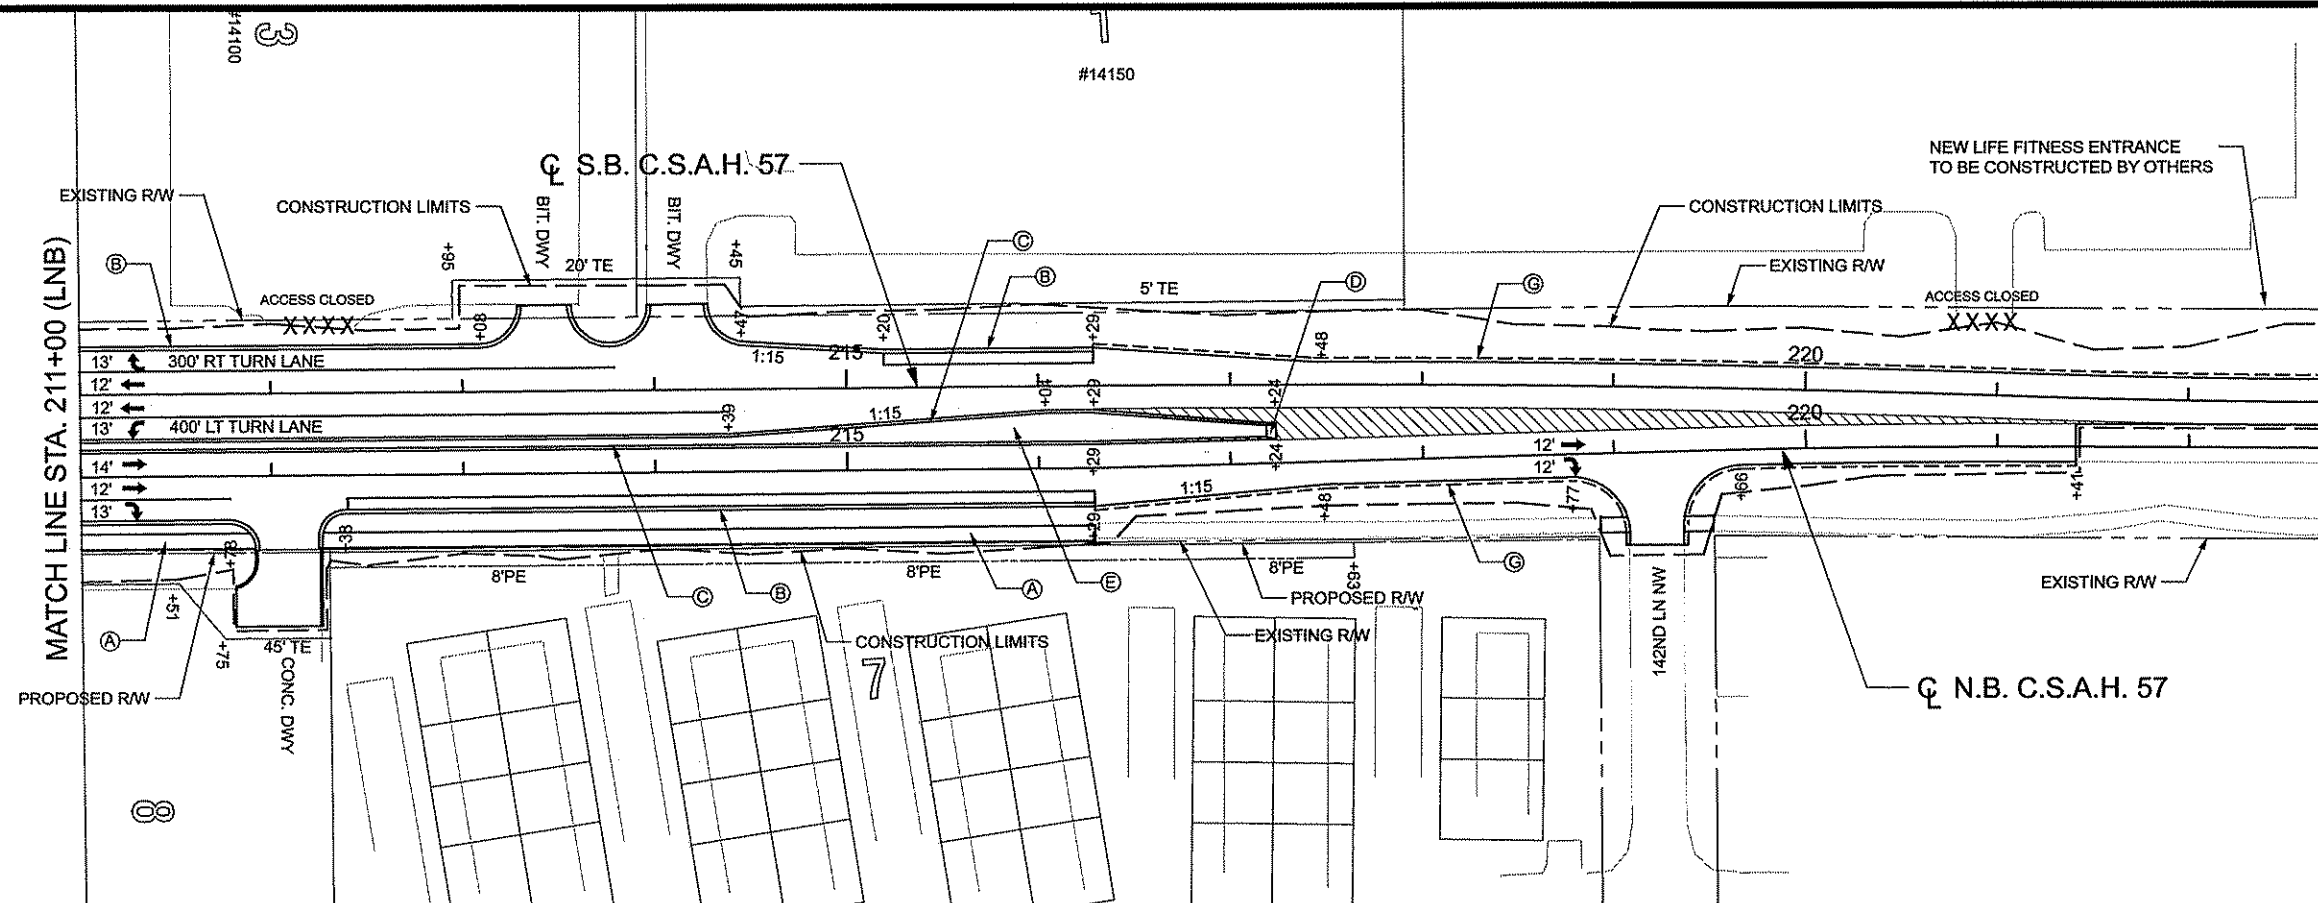 3
#14100
1
#14150
NEW LIFE FITNESS ENTRANCE
TO BE CONSTRUCTED BY OTHERS
℄ S.B. C.S.A.H. 57
EXISTING R/W
CONSTRUCTION LIMITS
BIT. DWY
BIT. DWY
CONSTRUCTION LIMITS
MATCH LINE STA. 211+00 (LNB)
B
+95
20' TE
+45
C
B
D
G
EXISTING R/W
5' TE
ACCESS CLOSED
XXXX
ACCESS CLOSED
XXXX
+08
+47
+20
+29
+48
13'
300' RT TURN LANE
1:15
215
220
12'
12'
+39
1:15
+04
+29
+24
220
13'
400' LT TURN LANE
215
14'
+29
+24
12'
12'
12'
13'
1:15
+38
+29
+48
+77
+66
+41
+78
8'PE
8'PE
8'PE
+63
A
C
B
A
E
G
+51
PROPOSED R/W
EXISTING R/W
EXISTING R/W
+75
45' TE
CONC. DWY
CONSTRUCTION LIMITS
7
142ND LN NW
PROPOSED R/W
℄ N.B. C.S.A.H. 57
8